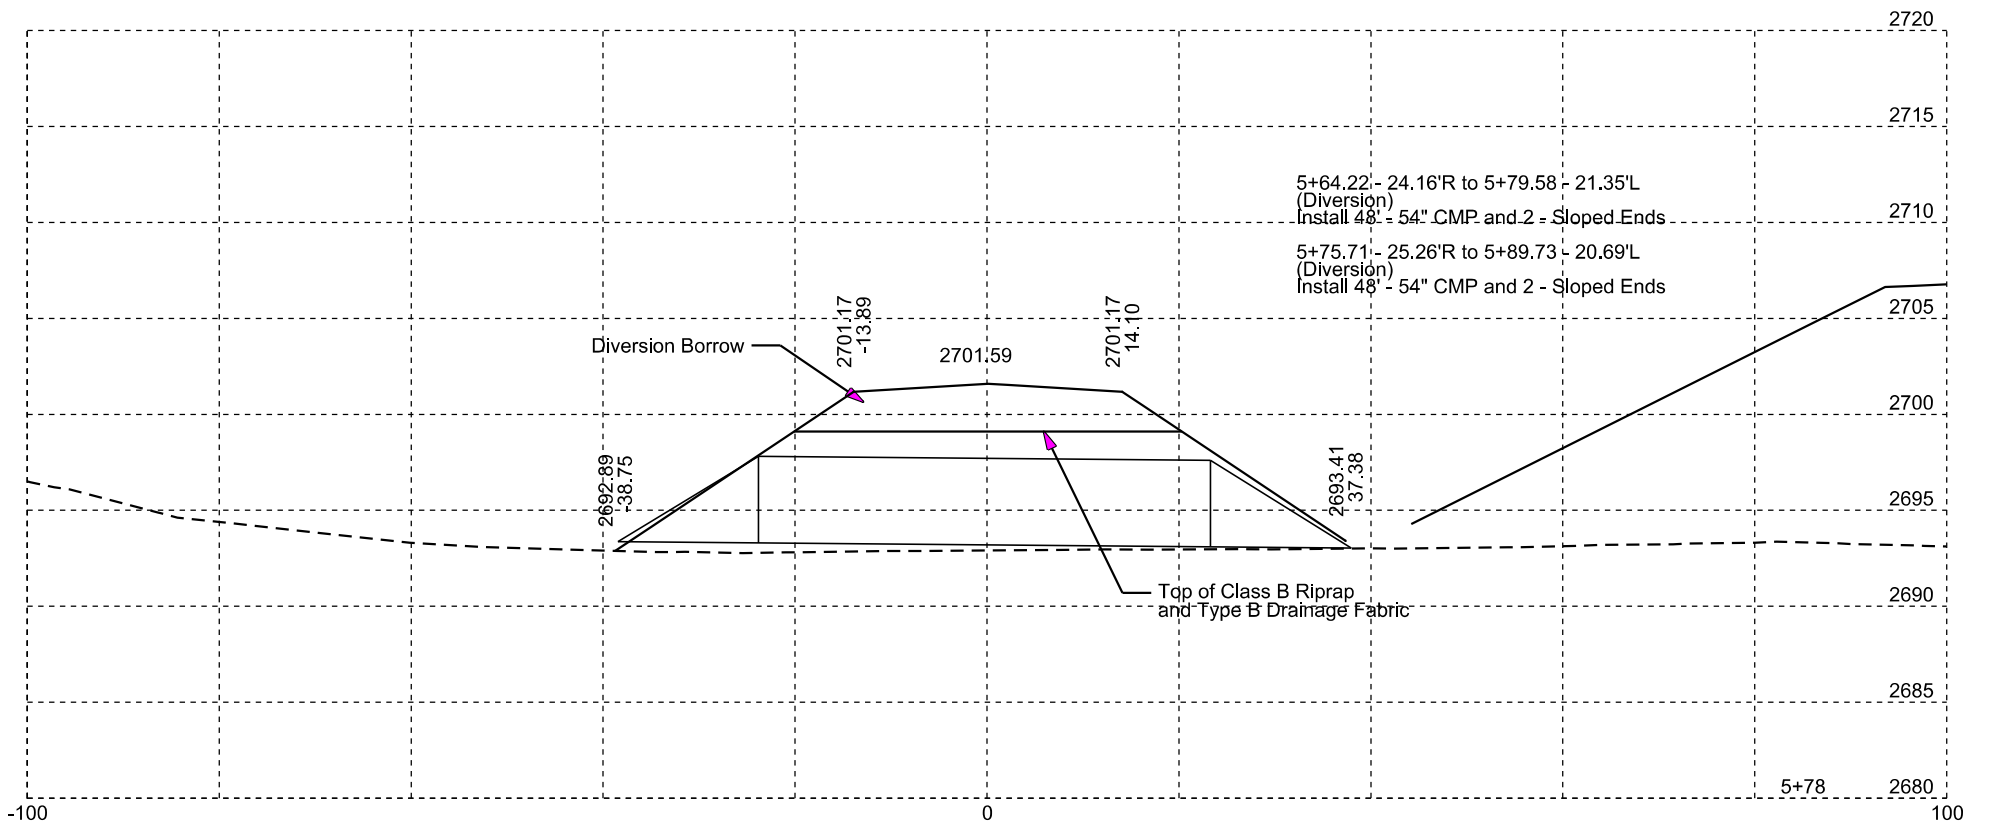 2720
2715
5+64.22 - 24.16'R to 5+79.58 - 21.35'L
(Diversion)
Install 48' - 54" CMP and 2 - Sloped Ends
2710
5+75.71 - 25.26'R to 5+89.73 - 20.69'L
(Diversion)
Install 48' - 54" CMP and 2 - Sloped Ends
2705
2701.17
-13.89
2701.17
14.10
Diversion Borrow
2701.59
2700
2692.89
-38.75
2693.41
37.38
2695
Top of Class B Riprap
and Type B Drainage Fabric
2690
2685
5+78
2680
-100
0
100